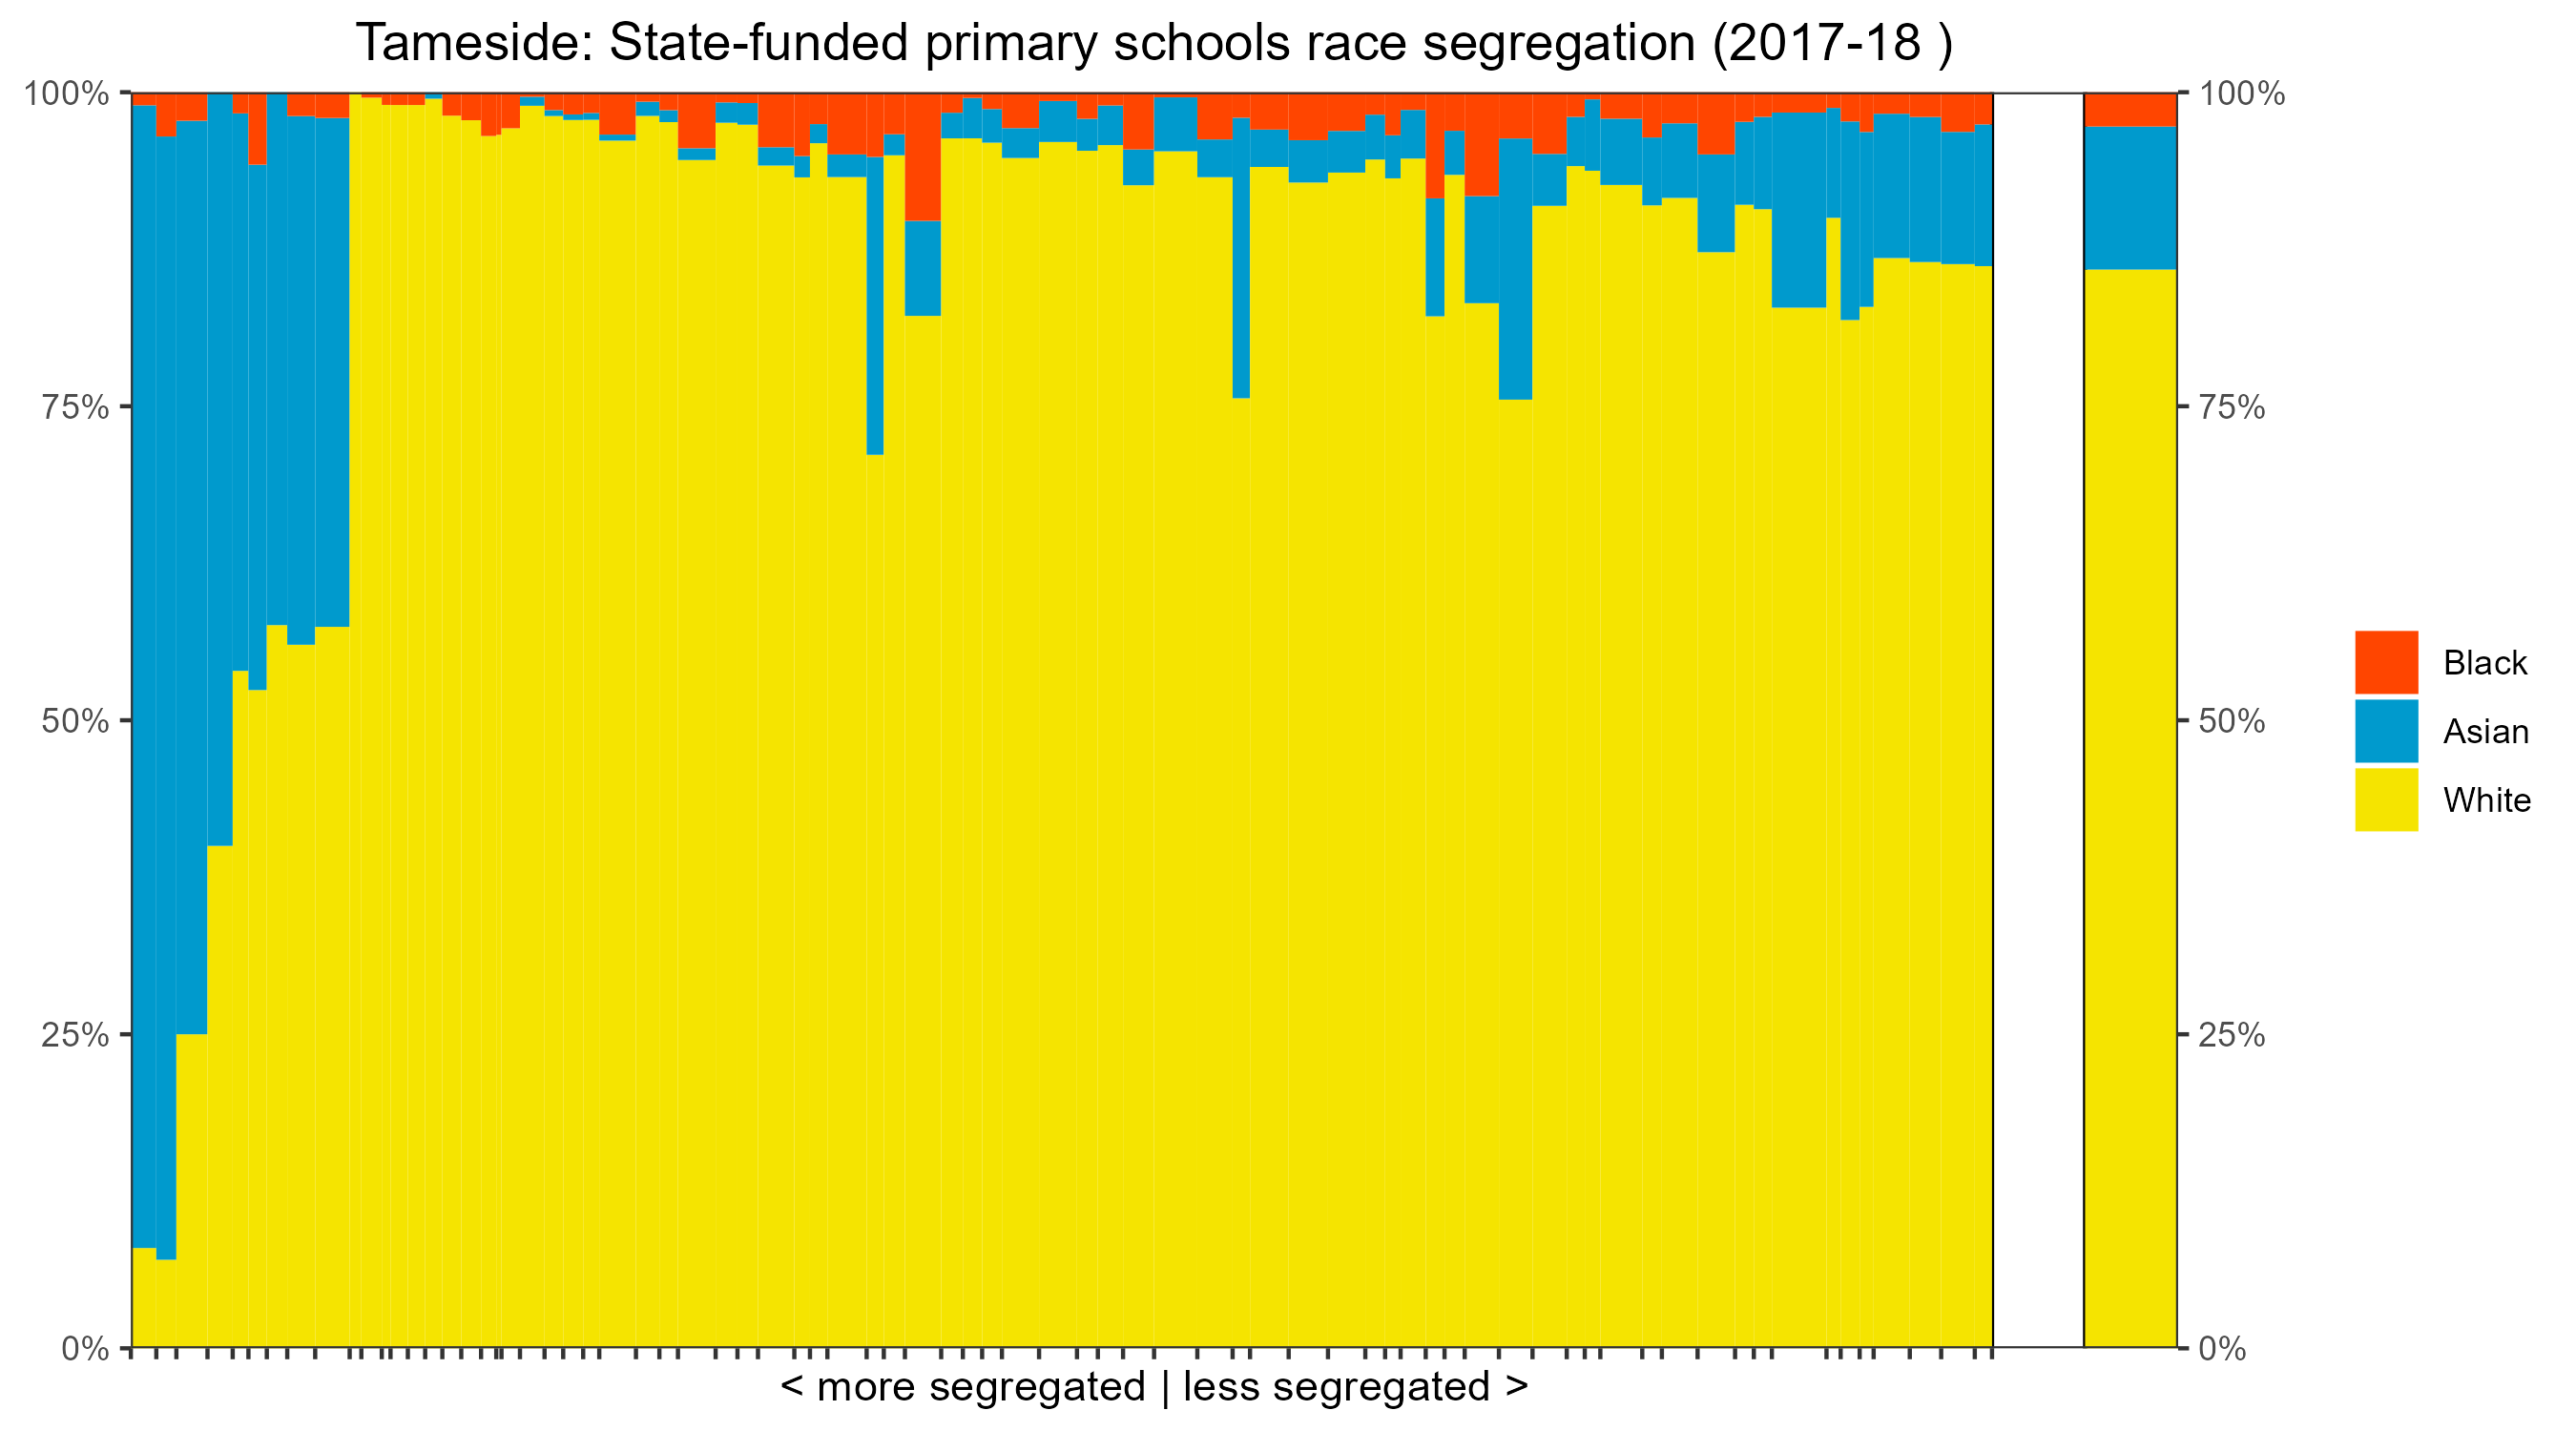 Tameside: State-funded primary schools race segregation (2017-18 )
100%
75%
50%
25%
0%
100%
75%
50%
25%
0%
Black
Asian
White
< more segregated | less segregated >